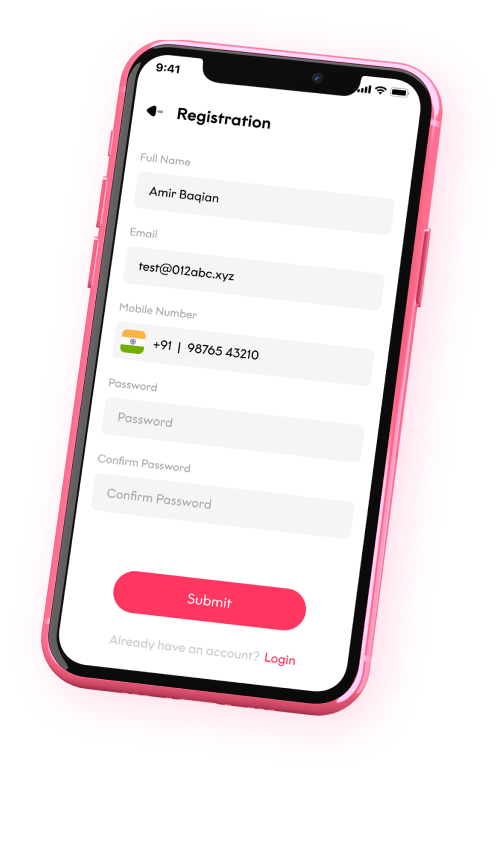 9:41
Registration
Full Name
Amir Baqian
Email
test@012abc.xyz
Mobile Number
+91 | 98765 43210
Password
Password
Confirm Password
Confirm Password
Submit
Already have an account? Login